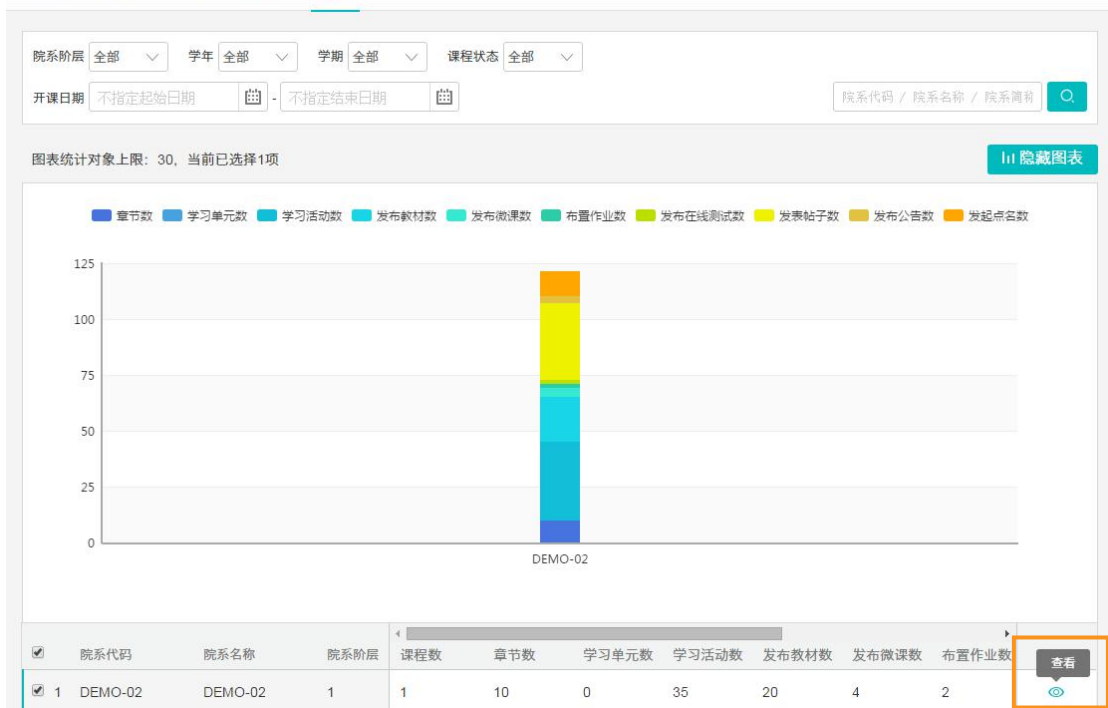 院系阶层 全部 学年 全部 学期 全部 课程状态 全部
开课日期 不指定起始日期 - 不指定结束日期 院系代码 / 院系名称 / 院系简称
图表统计对象上限：30，当前已选择1项 隐藏图表
章节数 学习单元数 学习活动数 发布教材数 发布微课数 布置作业数 发布在线测试数 发表帖子数 发布公告数 发起点名数
125
100
75
50
25
0
DEMO-02
院系代码 院系名称 院系阶层 课程数 章节数 学习单元数 学习活动数 发布教材数 发布微课数 布置作业数 查看
1 DEMO-02 DEMO-02 1 1 10 0 35 20 4 2